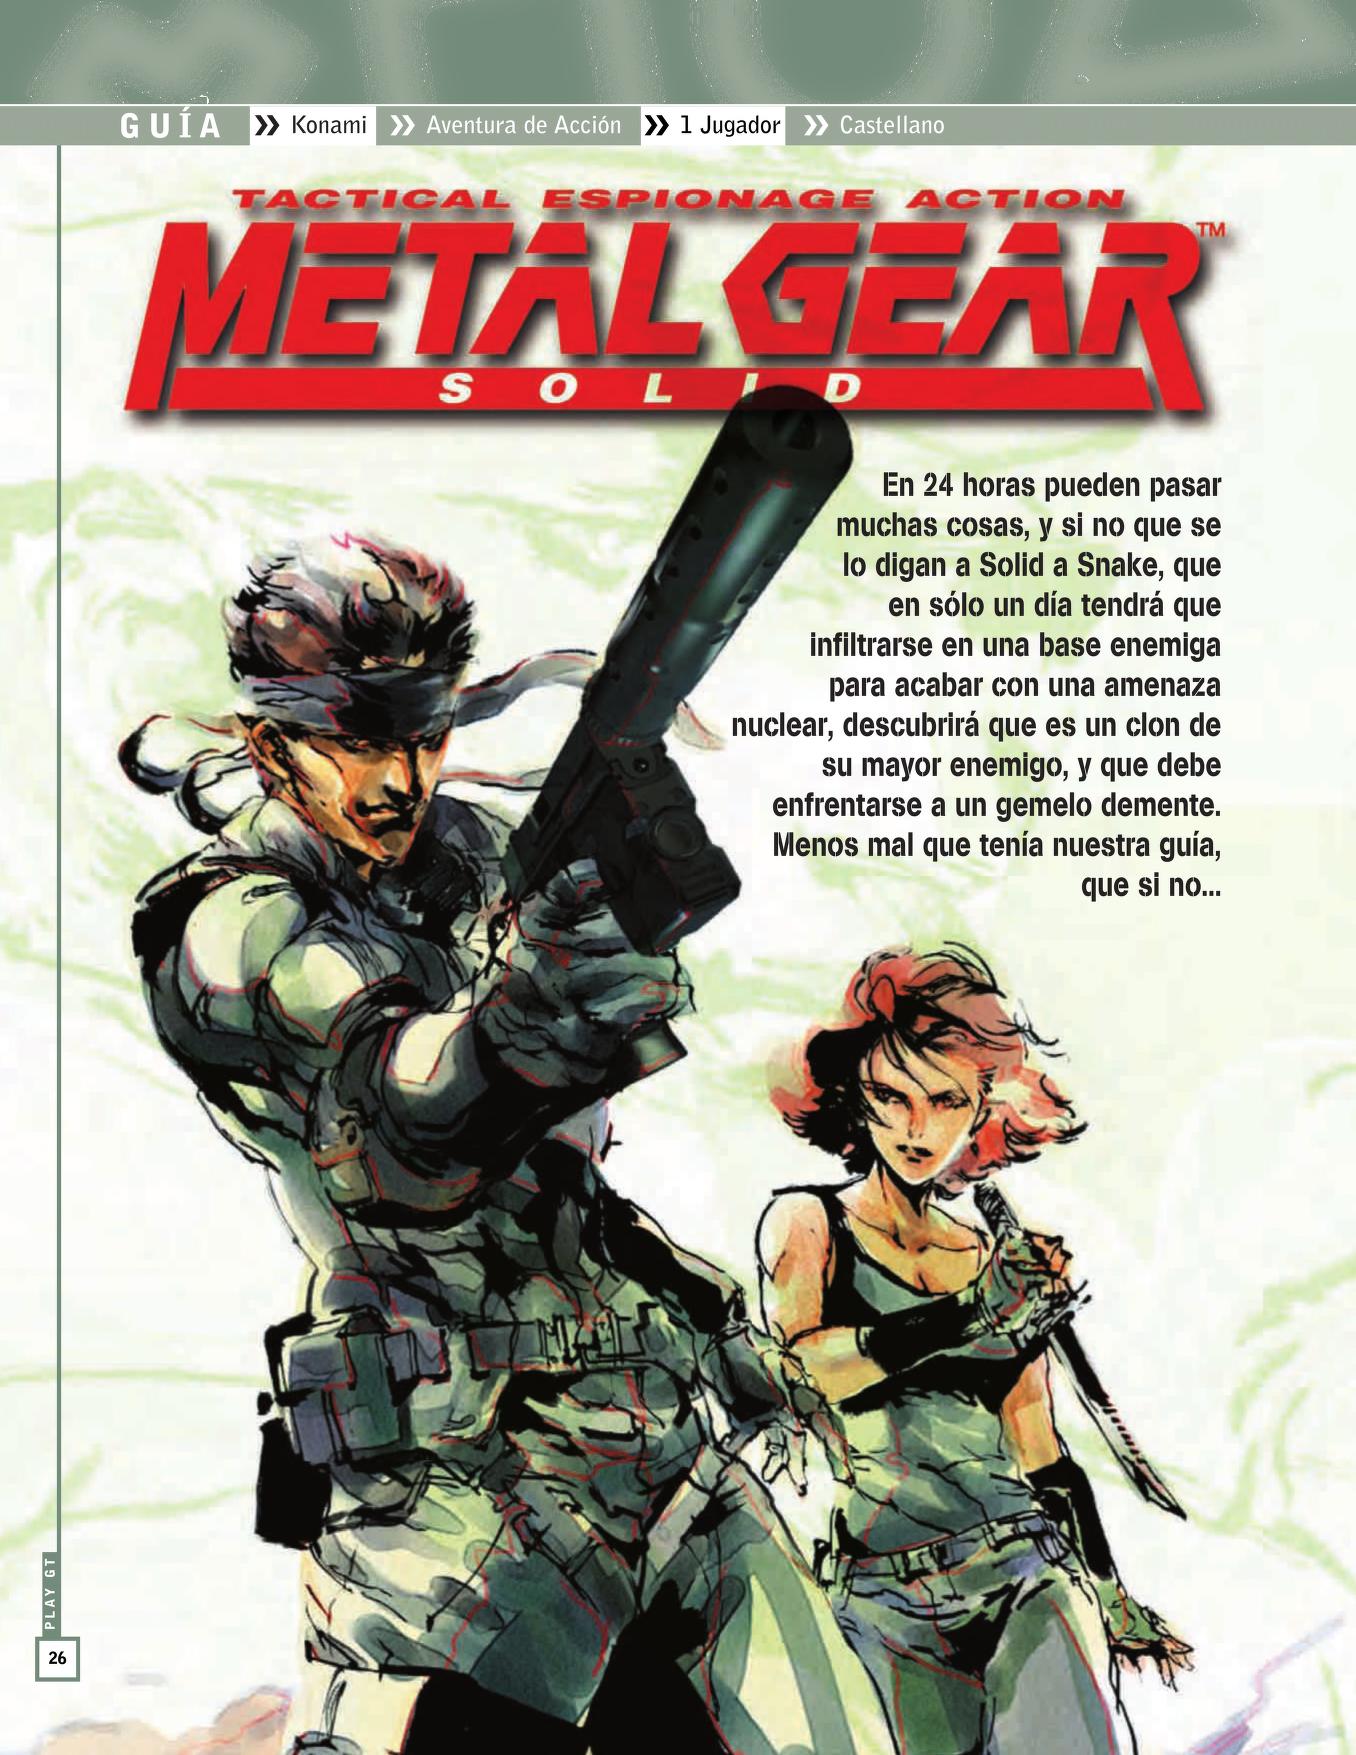 GUÍA
Konami
Aventura de Acción
1 Jugador
Castellano
TACTICAL ESPIONAGE ACTION
METAL GEAR™
SOLID
En 24 horas pueden pasar
muchas cosas, y si no que se
lo digan a Solid a Snake, que
en sólo un día tendrá que
infiltrarse en una base enemiga
para acabar con una amenaza
nuclear, descubrirá que es un clon de
su mayor enemigo, y que debe
enfrentarse a un gemelo demente.
Menos mal que tenía nuestra guía,
que si no...
PLAY GT
26